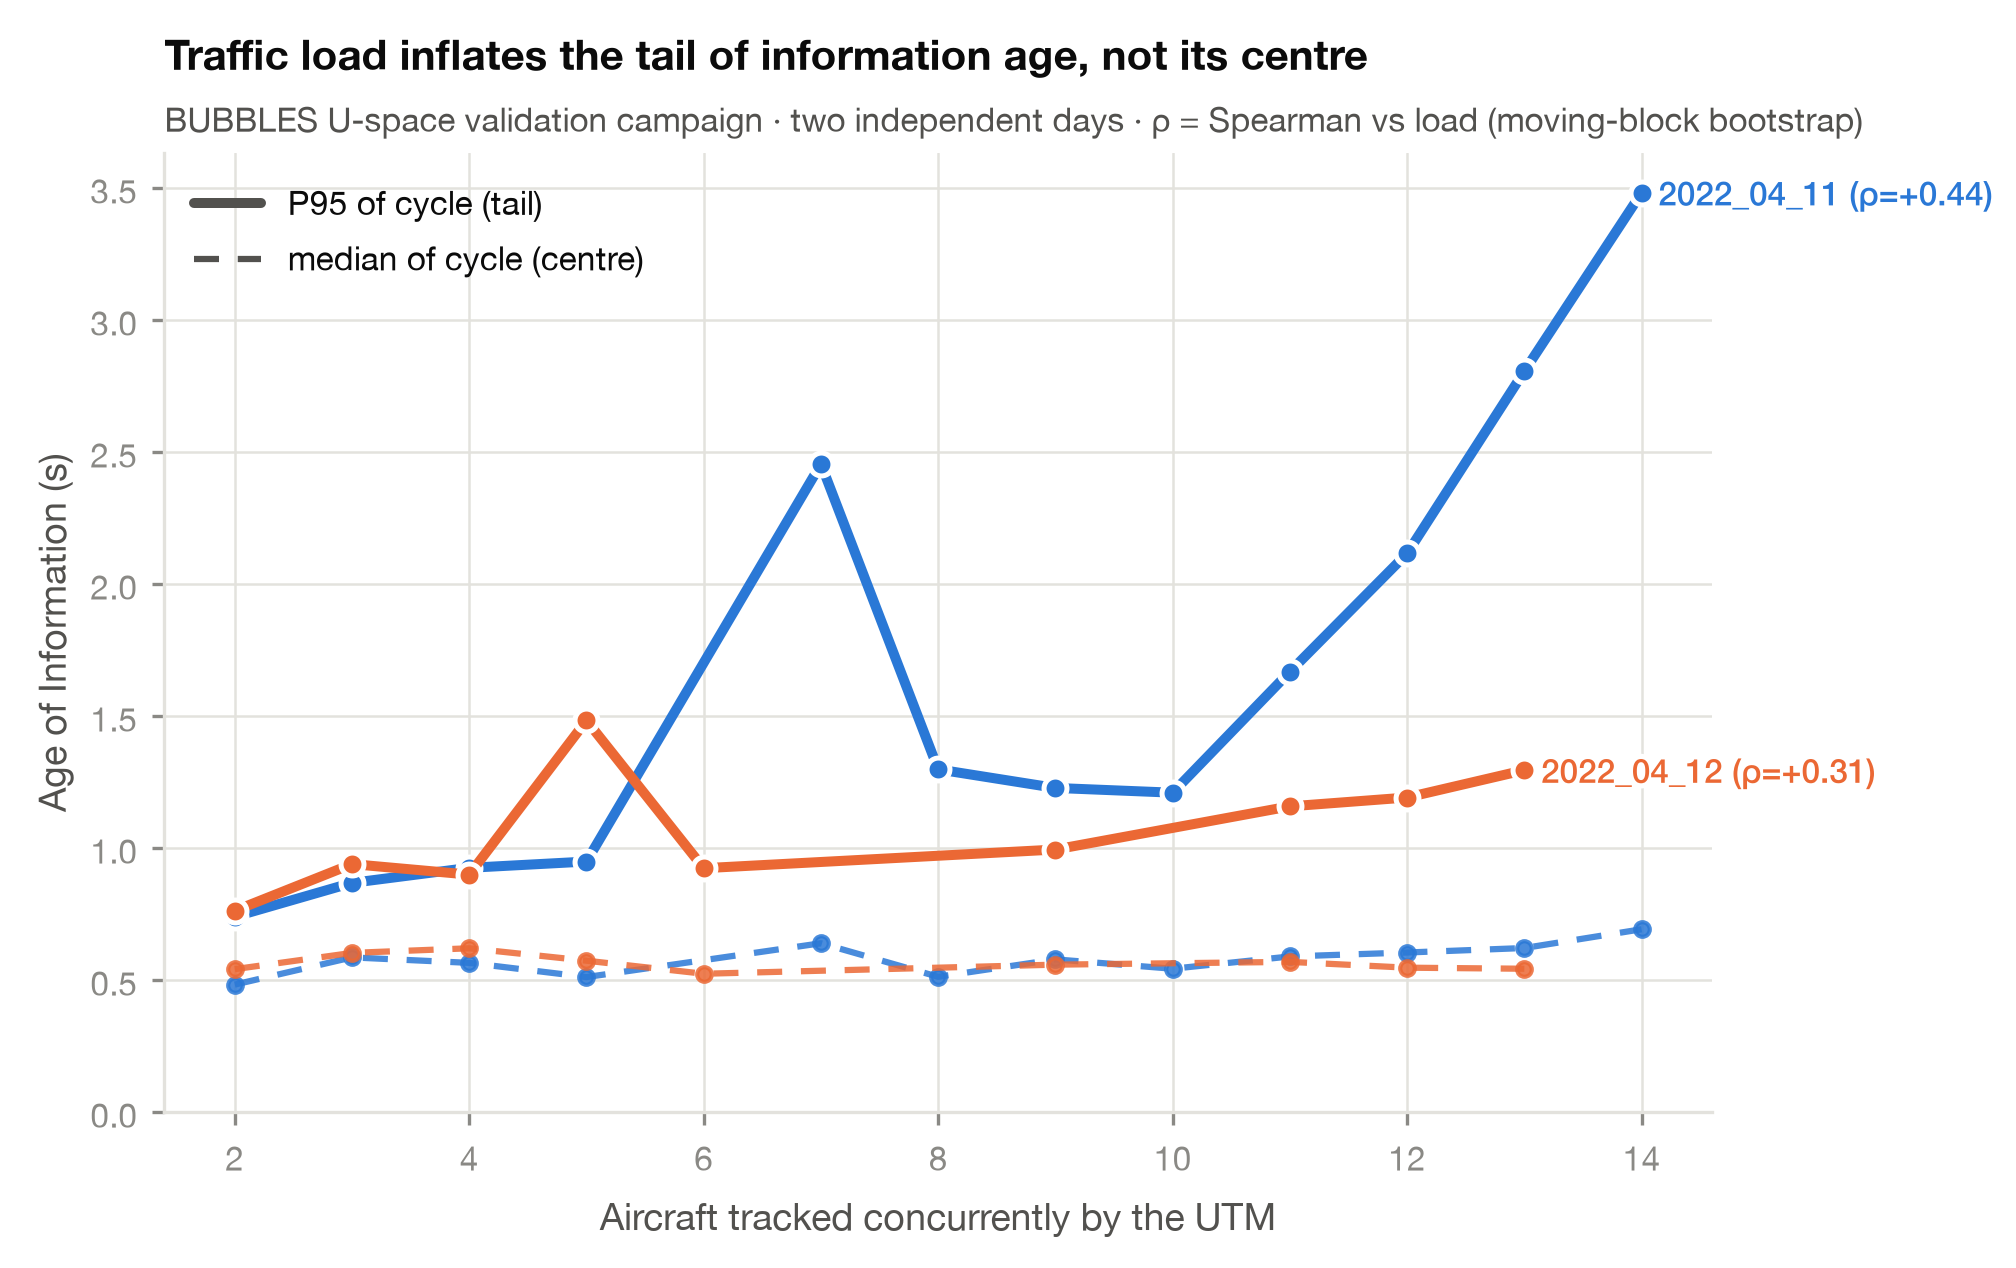 Traffic load inflates the tail of information age, not its centre
BUBBLES U-space validation campaign · two independent days · ρ = Spearman vs load (moving-block bootstrap)
P95 of cycle (tail)
median of cycle (centre)
2022_04_11 (ρ=+0.44)
2022_04_12 (ρ=+0.31)
Age of Information (s)
3.5
3.0
2.5
2.0
1.5
1.0
0.5
0.0
2 4 6 8 10 12 14
Aircraft tracked concurrently by the UTM